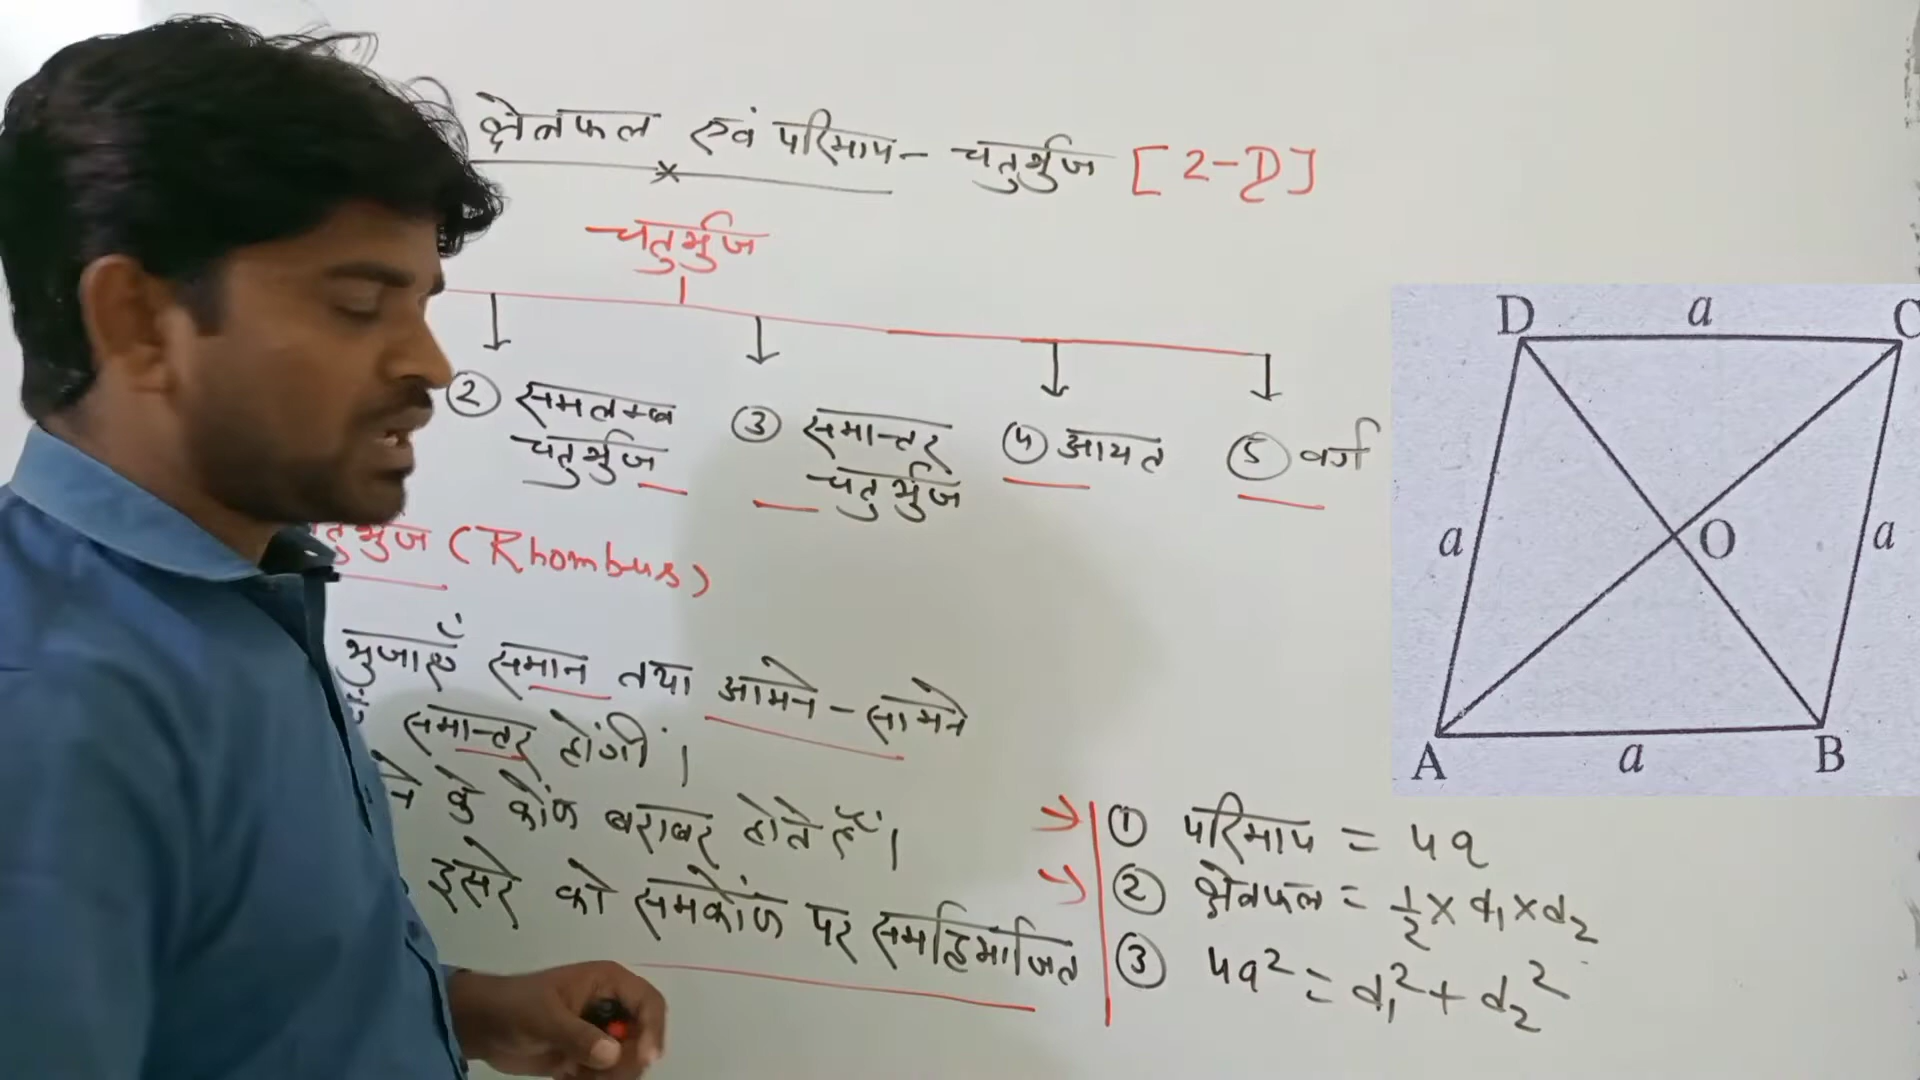 क्षेत्रफल एवं परिमाप - चतुर्भुज [2-D]
चतुर्भुज
② समलम्ब चतुर्भुज
③ समान्तर चतुर्भुज
④ आयत
⑤ वर्ग
चतुर्भुज (Rhombus)
भुजाएँ समान तथा आमने-सामने
समान्तर होंगीं।
के कोण बराबर होते हैं।
दूसरे को समकोण पर समद्विभाजित
D a C
a O a
A a B
① परिमाप = 4a
② क्षेत्रफल = 1/2 × d₁ × d₂
③ 4a² = d₁² + d₂²